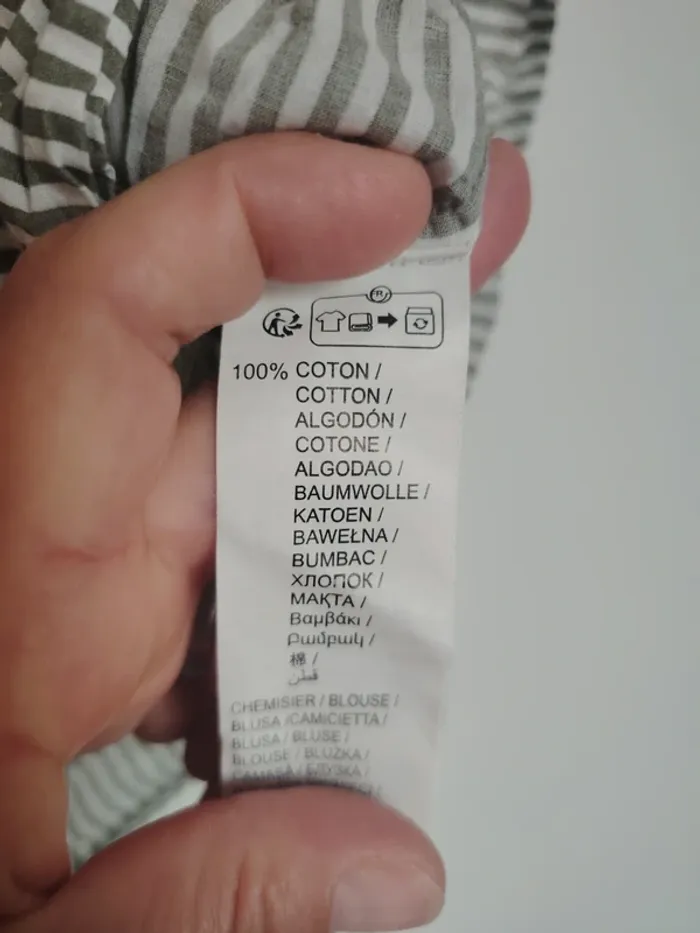 FR
100% COTON /
COTTON /
ALGODÓN /
COTONE /
ALGODAO /
BAUMWOLLE /
KATOEN /
BAWEŁNA /
BUMBAC /
ХЛОПОК /
МАҚТА /
Βαμβάκι /
Բամբակ /
棉 /
قطن
CHEMISIER / BLOUSE /
BLUSA /CAMICIETTA /
BLUSA / BLUSE /
BLOUSE / BLUZKA /